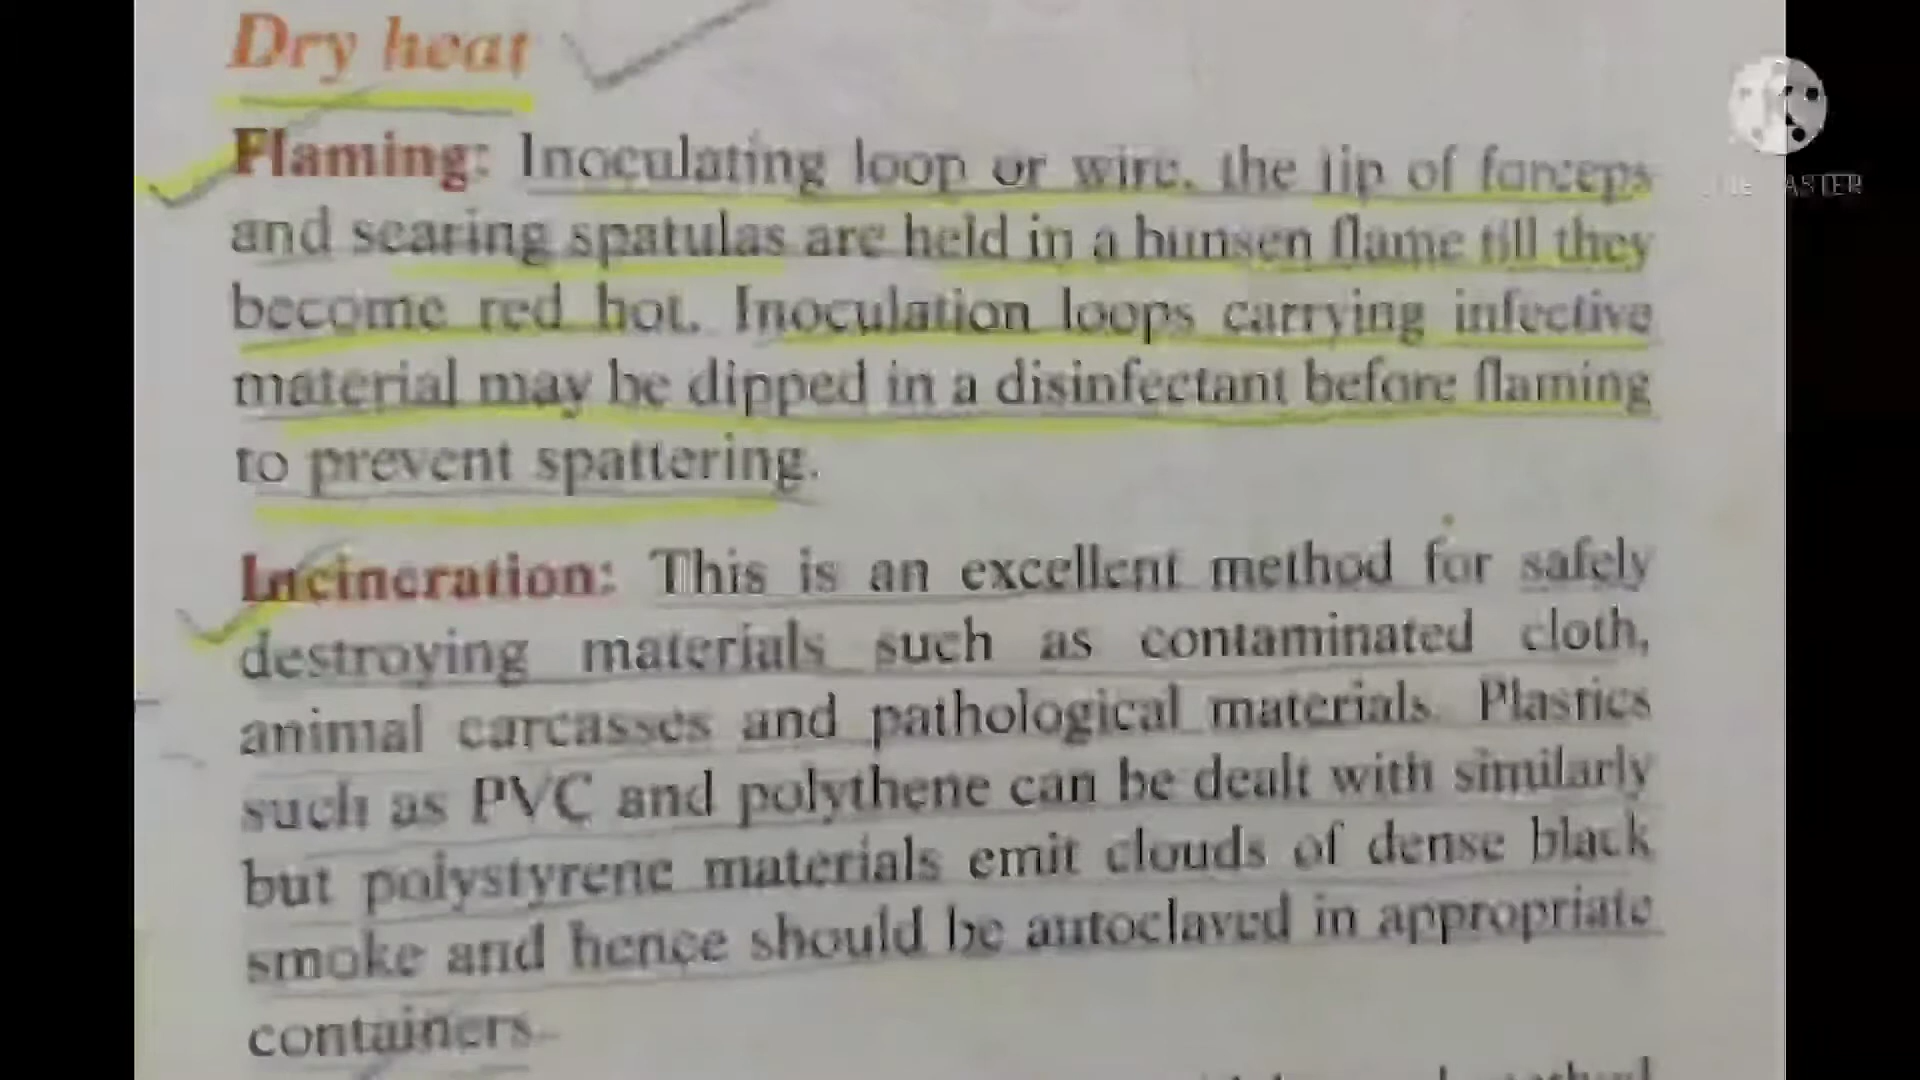 Dry heat
Flaming: Inoculating loop or wire, the tip of forceps
and searing spatulas are held in a bunsen flame till they
become red hot. Inoculation loops carrying infective
material may be dipped in a disinfectant before flaming
to prevent spattering.
Incineration: This is an excellent method for safely
destroying materials such as contaminated cloth,
animal carcasses and pathological materials. Plastics
such as PVC and polythene can be dealt with similarly
but polystyrene materials emit clouds of dense black
smoke and hence should be autoclaved in appropriate
containers.